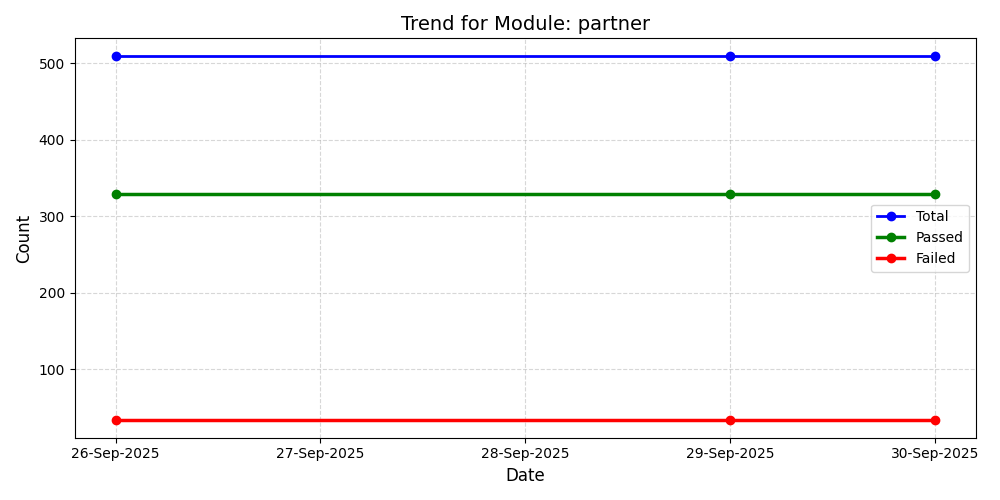 Trend for Module: partner
Count
500
400
300
200
100
Total
Passed
Failed
26-Sep-2025
27-Sep-2025
28-Sep-2025
29-Sep-2025
30-Sep-2025
Date